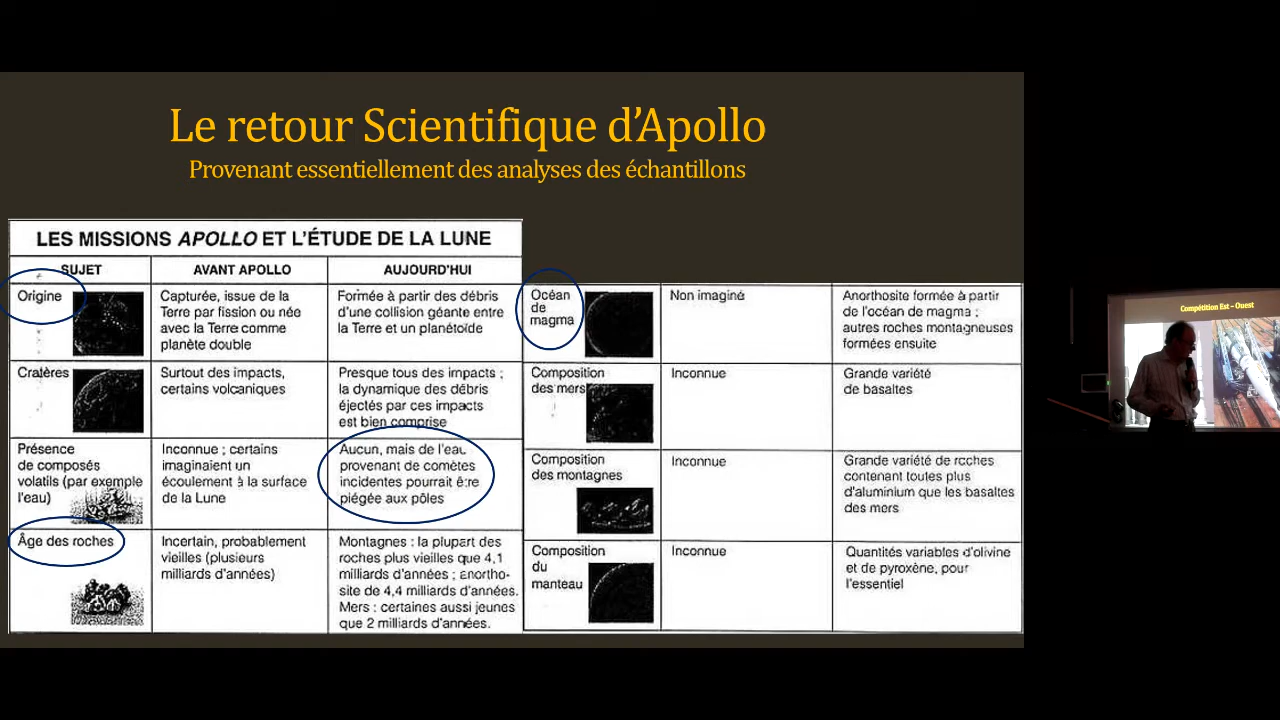 Le retour Scientifique d'Apollo
Provenant essentiellement des analyses des échantillons
LES MISSIONS APOLLO ET L'ÉTUDE DE LA LUNE
SUJET
AVANT APOLLO
AUJOURD'HUI
Origine
Capturée, issue de la
Terre par fission ou née
avec la Terre comme
planète double
Formée à partir des débris
d'une collision géante entre
la Terre et un planétoïde
Cratères
Surtout des impacts,
certains volcaniques
Presque tous des impacts ;
la dynamique des débris
éjectés par ces impacts
est bien comprise
Présence
de composés
volatils (par exemple
l'eau)
Inconnue ; certains
imaginaient un
écoulement à la surface
de la Lune
Aucun, mais de l'eau
provenant de comètes
incidentes pourrait être
piégée aux pôles
Âge des roches
Incertain, probablement
vieilles (plusieurs
milliards d'années)
Montagnes : la plupart des
roches plus vieilles que 4,1
milliards d'années ; anortho-
site de 4,4 milliards d'années.
Mers : certaines aussi jeunes
que 2 milliards d'années.
Océan
de
magma
Non imaginé
Anorthosite formée à partir
de l'océan de magma ;
autres roches montagneuses
formées ensuite
Composition
des mers
Inconnue
Grande variété
de basaltes
Composition
des montagnes
Inconnue
Grande variété de roches
contenant toutes plus
d'aluminium que les basaltes
des mers
Composition
du
manteau
Inconnue
Quantités variables d'olivine
et de pyroxène, pour
l'essentiel
Compétition Est – Ouest